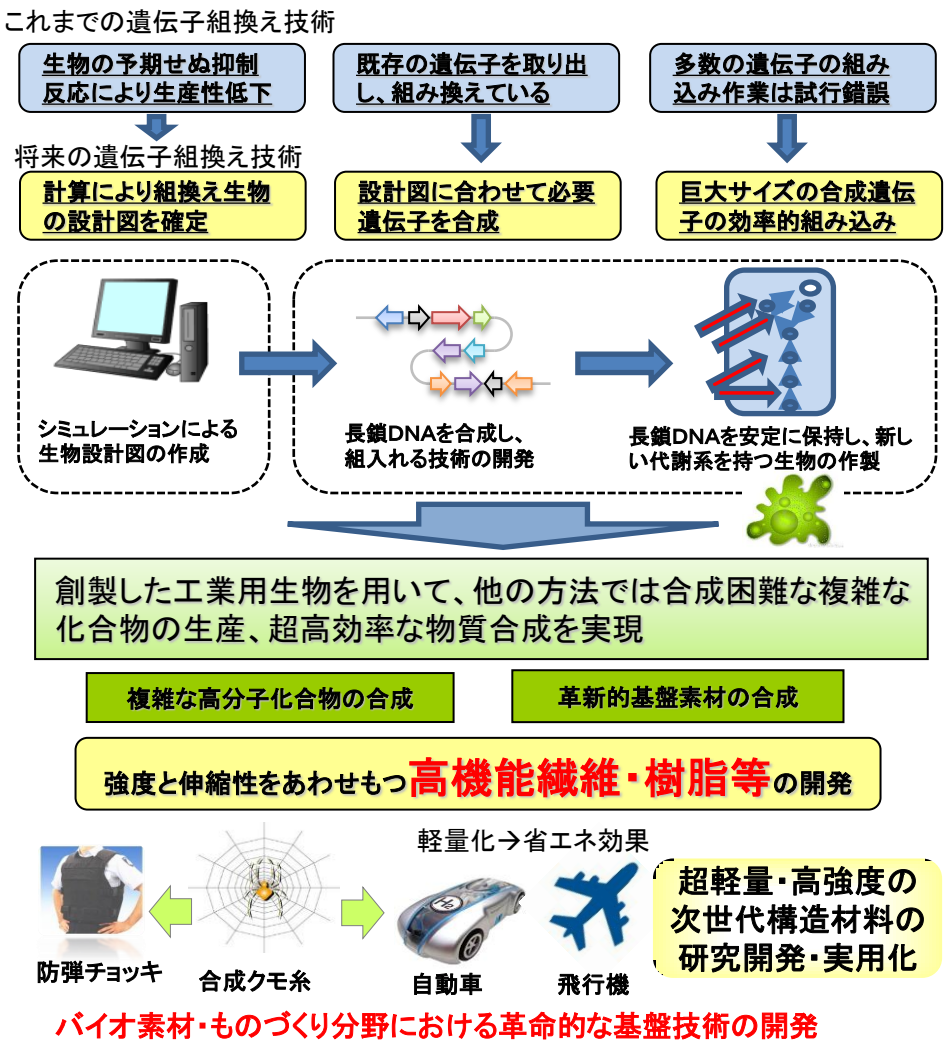 これまでの遺伝子組換え技術
生物の予期せぬ抑制
反応により生産性低下
既存の遺伝子を取り出
し、組み換えている
多数の遺伝子の組み
込み作業は試行錯誤
将来の遺伝子組換え技術
計算により組換え生物
の設計図を確定
設計図に合わせて必要
遺伝子を合成
巨大サイズの合成遺伝
子の効率的組み込み
シミュレーションによる
生物設計図の作成
長鎖DNAを合成し、
組入れる技術の開発
長鎖DNAを安定に保持し、新し
い代謝系を持つ生物の作製
創製した工業用生物を用いて、他の方法では合成困難な複雑な
化合物の生産、超高効率な物質合成を実現
複雑な高分子化合物の合成
革新的基盤素材の合成
強度と伸縮性をあわせもつ高機能繊維・樹脂等の開発
軽量化→省エネ効果
He
防弾チョッキ
合成クモ糸
自動車
飛行機
超軽量・高強度の
次世代構造材料の
研究開発・実用化
バイオ素材・ものづくり分野における革命的な基盤技術の開発